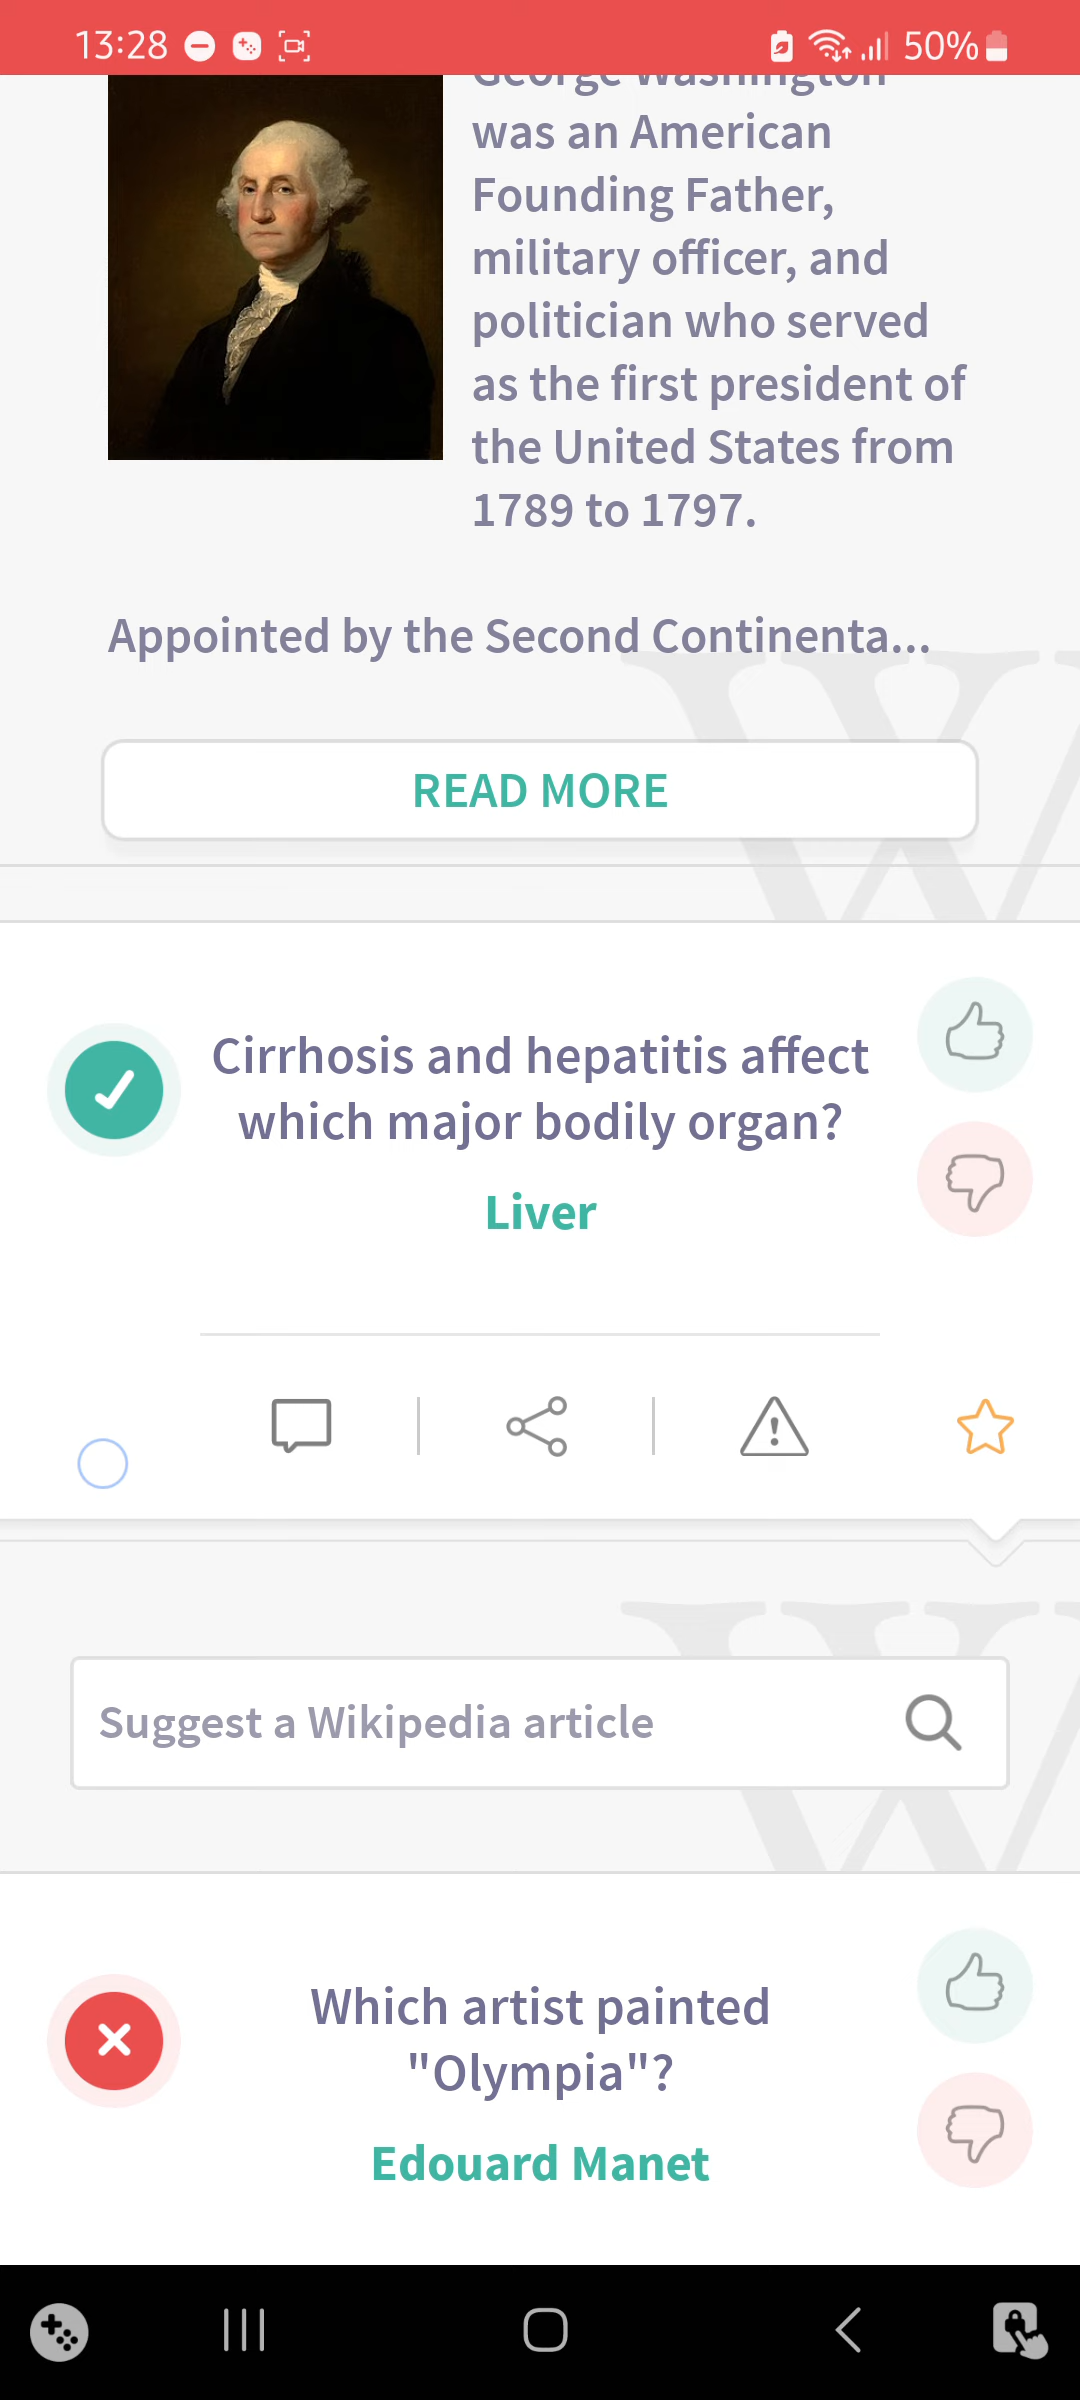 13:28
50%
George Washington
was an American
Founding Father,
military officer, and
politician who served
as the first president of
the United States from
1789 to 1797.
Appointed by the Second Continenta...
READ MORE
Cirrhosis and hepatitis affect
which major bodily organ?
Liver
Suggest a Wikipedia article
Which artist painted
"Olympia"?
Edouard Manet